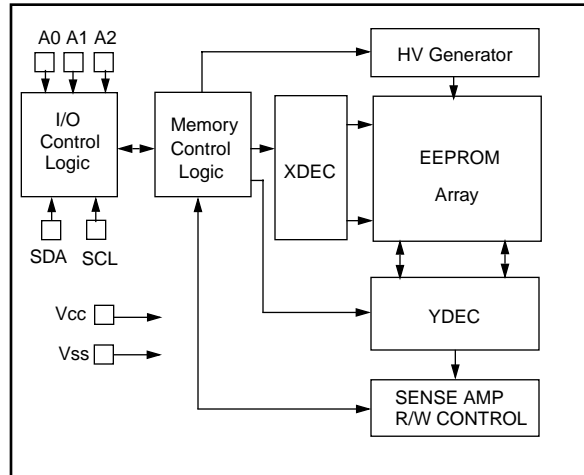 A0 A1 A2
HV Generator
I/O
Control
Logic
Memory
Control
Logic
XDEC
EEPROM
Array
SDA
SCL
Vcc
YDEC
Vss
SENSE AMP
R/W CONTROL